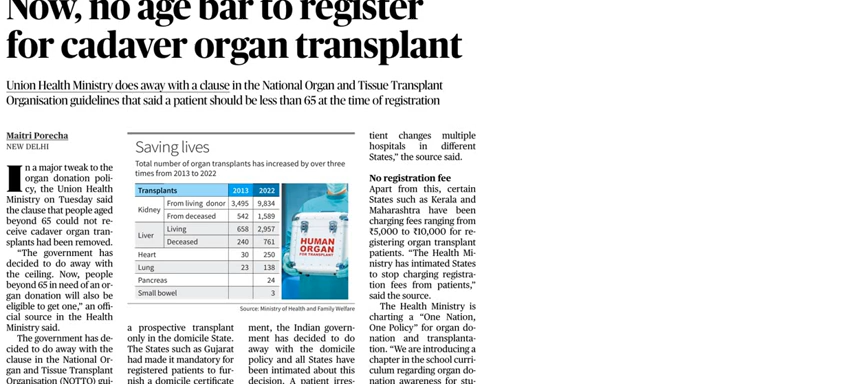 Now, no age bar to register
for cadaver organ transplant
Union Health Ministry does away with a clause in the National Organ and Tissue Transplant
Organisation guidelines that said a patient should be less than 65 at the time of registration
Maitri Porecha
NEW DELHI
In a major tweak to the
organ donation poli-
cy, the Union Health
Ministry on Tuesday said
the clause that people aged
beyond 65 could not re-
ceive cadaver organ tran-
splants had been removed.
“The government has
decided to do away with
the ceiling. Now, people
beyond 65 in need of an or-
gan donation will also be
eligible to get one,” an offi-
cial source in the Health
Ministry said.
The government has de-
cided to do away with the
clause in the National Or-
gan and Tissue Transplant
Organisation (NOTTO) gui-
Saving lives
Total number of organ transplants has increased by over three
times from 2013 to 2022
Transplants 2013 2022
Kidney From living donor 3,495 9,834
From deceased 542 1,589
Liver Living 658 2,957
Deceased 240 761
Heart 30 250
Lung 23 138
Pancreas 24
Small bowel 3
HUMAN
ORGAN
FOR TRANSPLANT
Source: Ministry of Health and Family Welfare
a prospective transplant
only in the domicile State.
The States such as Gujarat
had made it mandatory for
registered patients to fur-
nish a domicile certificate
ment, the Indian govern-
ment has decided to do
away with the domicile
policy and all States have
been intimated about this
decision. A patient irres-
tient changes multiple
hospitals in different
States,” the source said.
No registration fee
Apart from this, certain
States such as Kerala and
Maharashtra have been
charging fees ranging from
₹5,000 to ₹10,000 for re-
gistering organ transplant
patients. “The Health Mi-
nistry has intimated States
to stop charging registra-
tion fees from patients,”
said the source.
The Health Ministry is
charting a “One Nation,
One Policy” for organ do-
nation and transplanta-
tion. “We are introducing a
chapter in the school curri-
culum regarding organ do-
nation awareness for stu-